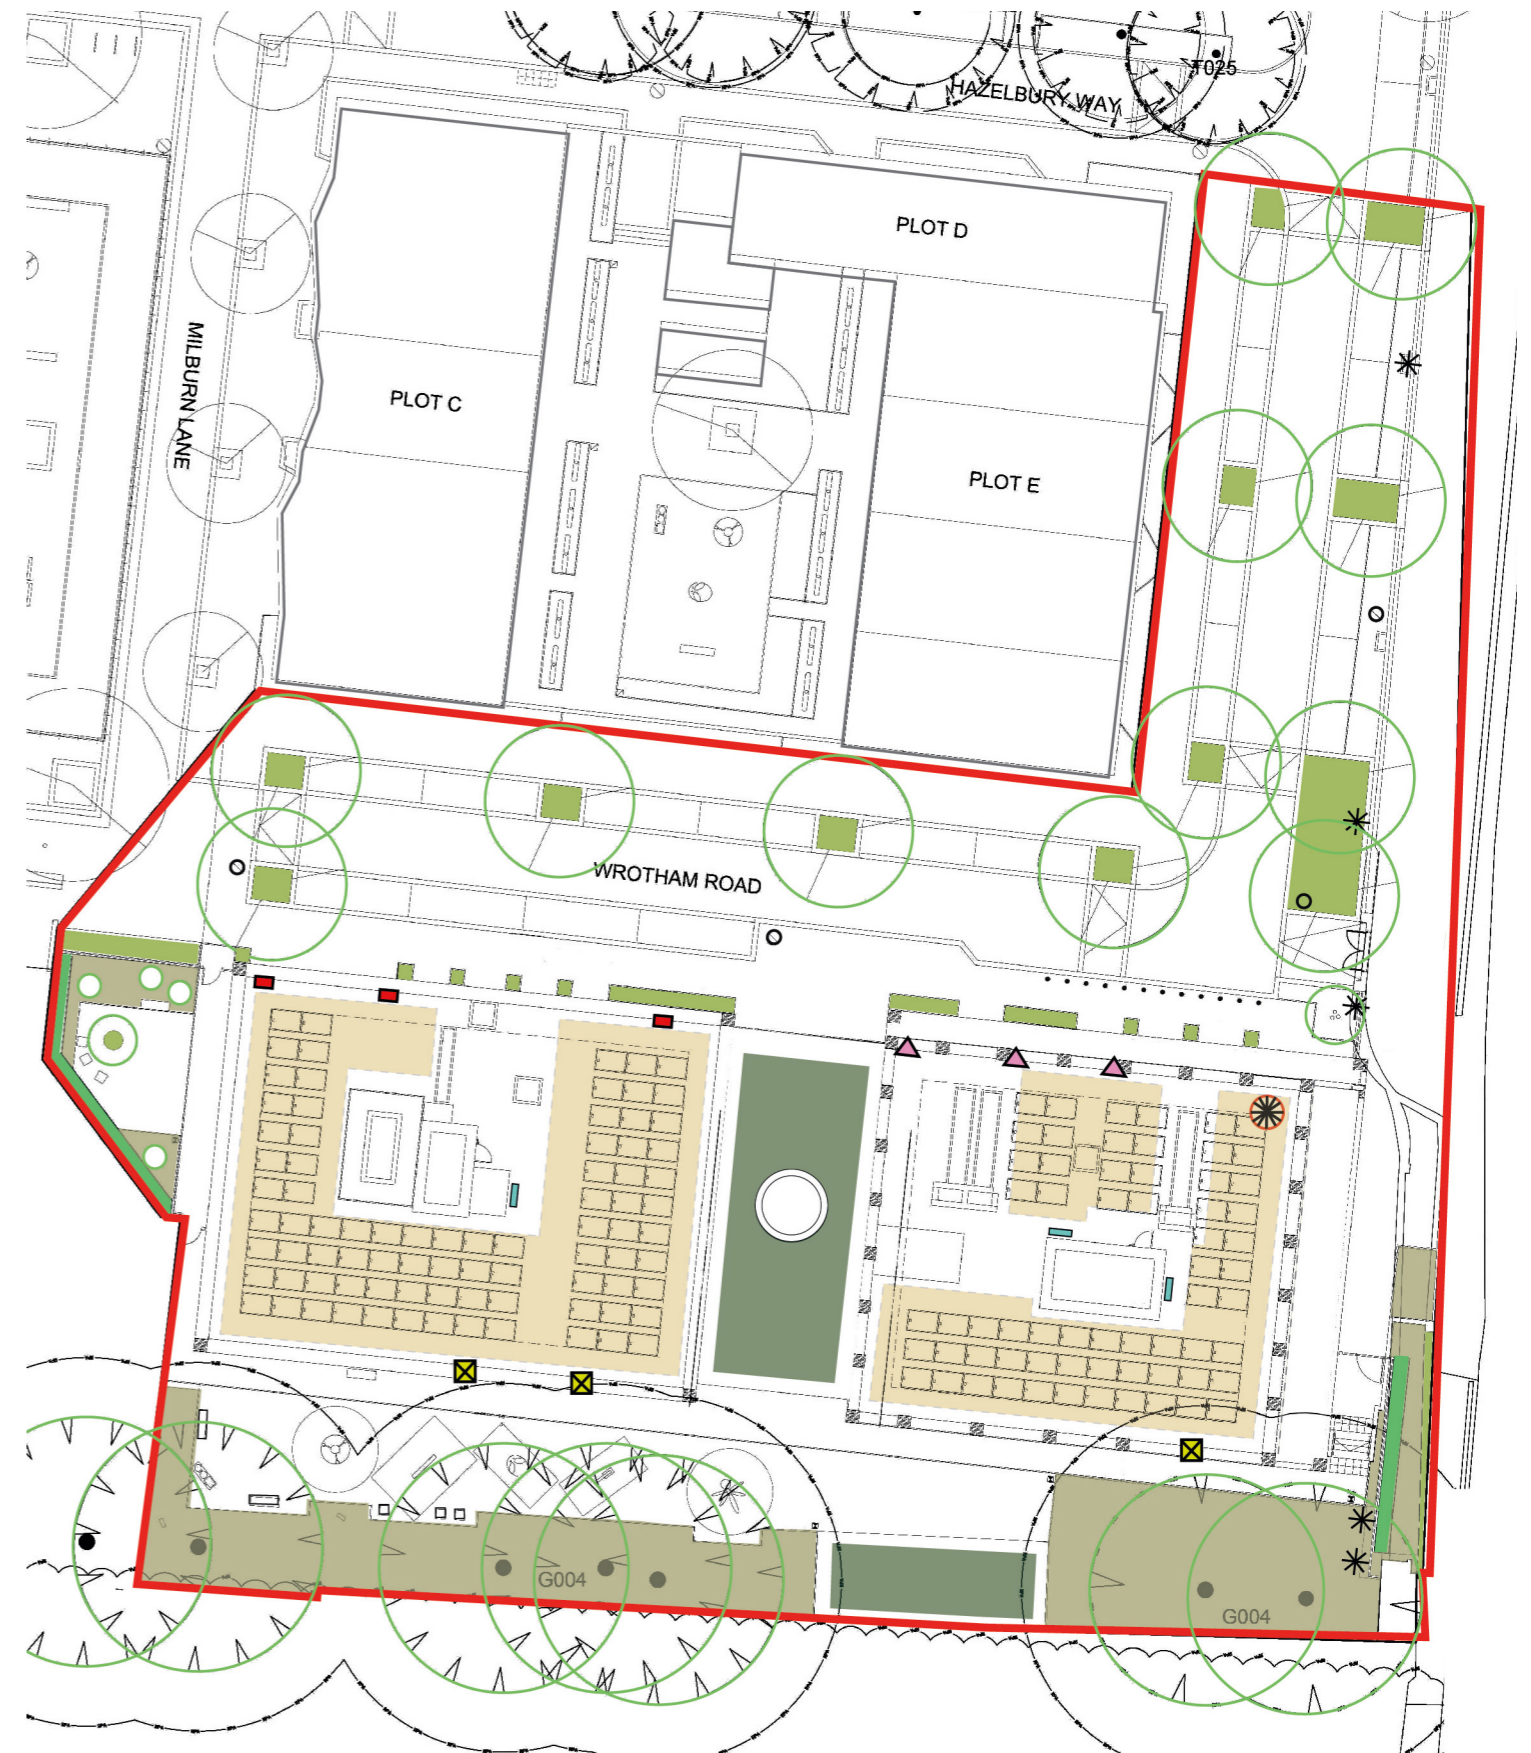 T025
HAZELBURY WAY
PLOT D
MILBURN LANE
PLOT C
PLOT E
WROTHAM ROAD
G004
G004